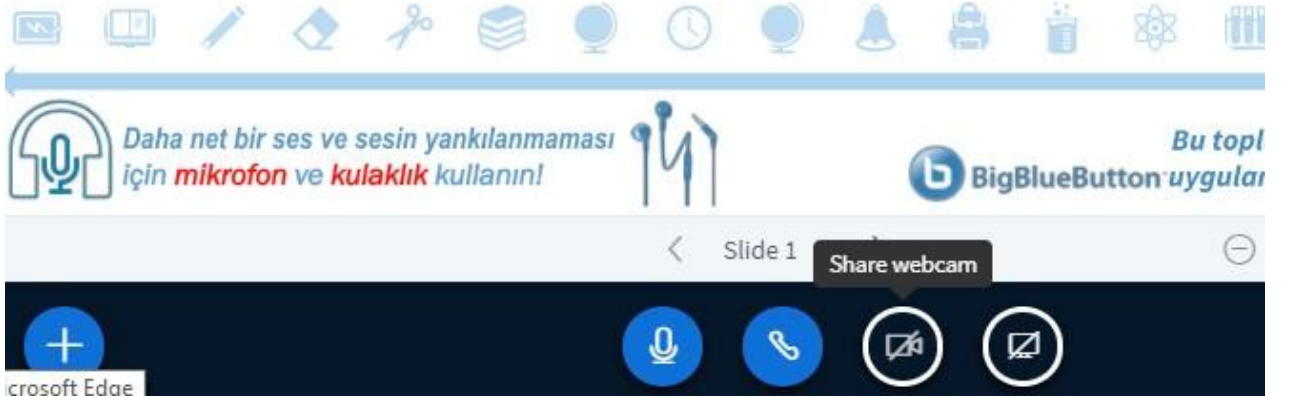 Daha net bir ses ve sesin yankılanmaması
için mikrofon ve kulaklık kullanın!
Bu topl
BigBlueButton uygular
Slide 1
Share webcam
crosoft Edge